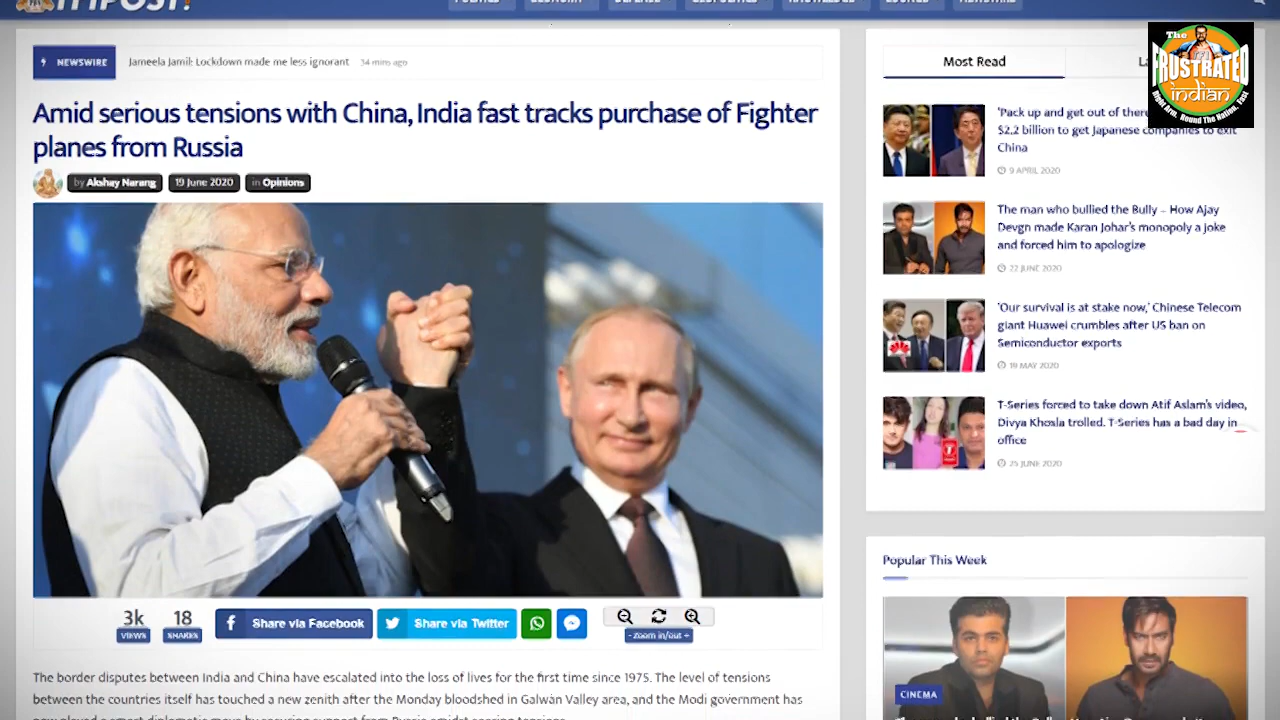 POST!
NEWSWIRE
Jameela Jamil: Lockdown made me less ignorant 34 mins ago
Amid serious tensions with China, India fast tracks purchase of Fighter
planes from Russia
by Akshay Narang 19 June 2020 in Opinions
3k
VIEWS
18
SHARES
Share via Facebook
Share via Twitter
- zoom in/out +
The border disputes between India and China have escalated into the loss of lives for the first time since 1975. The level of tensions
between the countries itself has touched a new zenith after the Monday bloodshed in Galwan Valley area, and the Modi government has
The
FRUSTRATED
indian
Right Arm, Round The Nation, Fast
Most Read
'Pack up and get out of there
$2.2 billion to get Japanese companies to exit
China
9 APRIL 2020
The man who bullied the Bully – How Ajay
Devgn made Karan Johar's monopoly a joke
and forced him to apologize
22 JUNE 2020
'Our survival is at stake now,' Chinese Telecom
giant Huawei crumbles after US ban on
Semiconductor exports
19 MAY 2020
T-Series forced to take down Atif Aslam's video,
Divya Khosla trolled. T-Series has a bad day in
office
25 JUNE 2020
Popular This Week
CINEMA